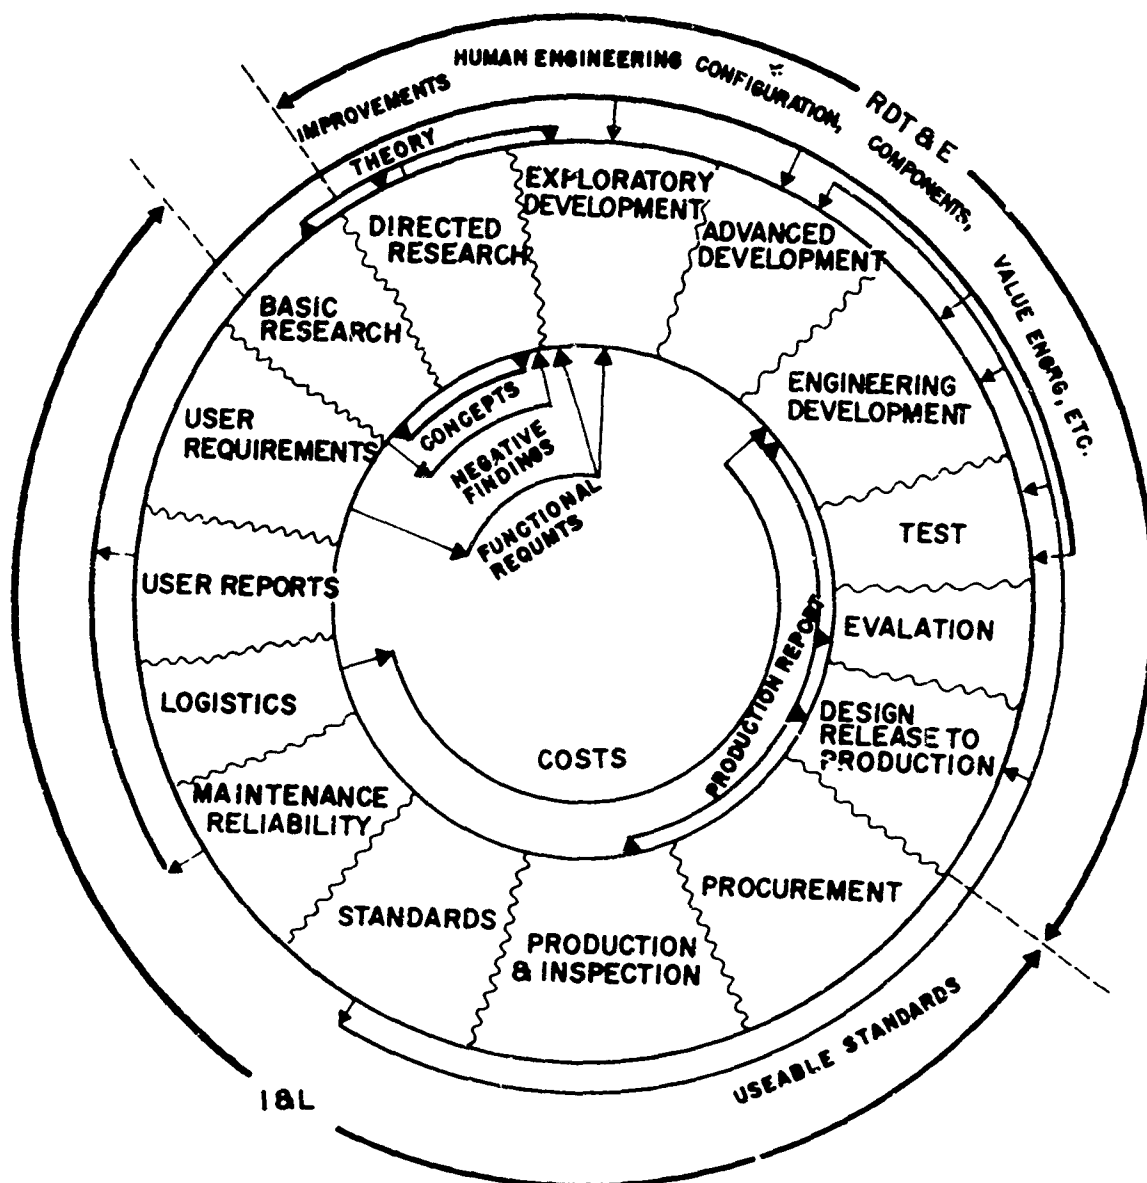 HUMAN ENGINEERING CONFIGURATION, COMPONENTS, VALUE ENGRG, ETC.
IMPROVEMENTS
RDT & E
THEORY
EXPLORATORY
DEVELOPMENT
DIRECTED
RESEARCH
ADVANCED
DEVELOPMENT
BASIC
RESEARCH
ENGINEERING
DEVELOPMENT
CONCEPTS
NEGATIVE
FINDINGS
FUNCTIONAL
REQUMTS
USER
REQUIREMENTS
TEST
USER REPORTS
EVALATION
PRODUCTION REPORT
LOGISTICS
DESIGN
RELEASE TO
PRODUCTION
COSTS
MAINTENANCE
RELIABILITY
PROCUREMENT
STANDARDS
PRODUCTION
& INSPECTION
USEABLE STANDARDS
I & L